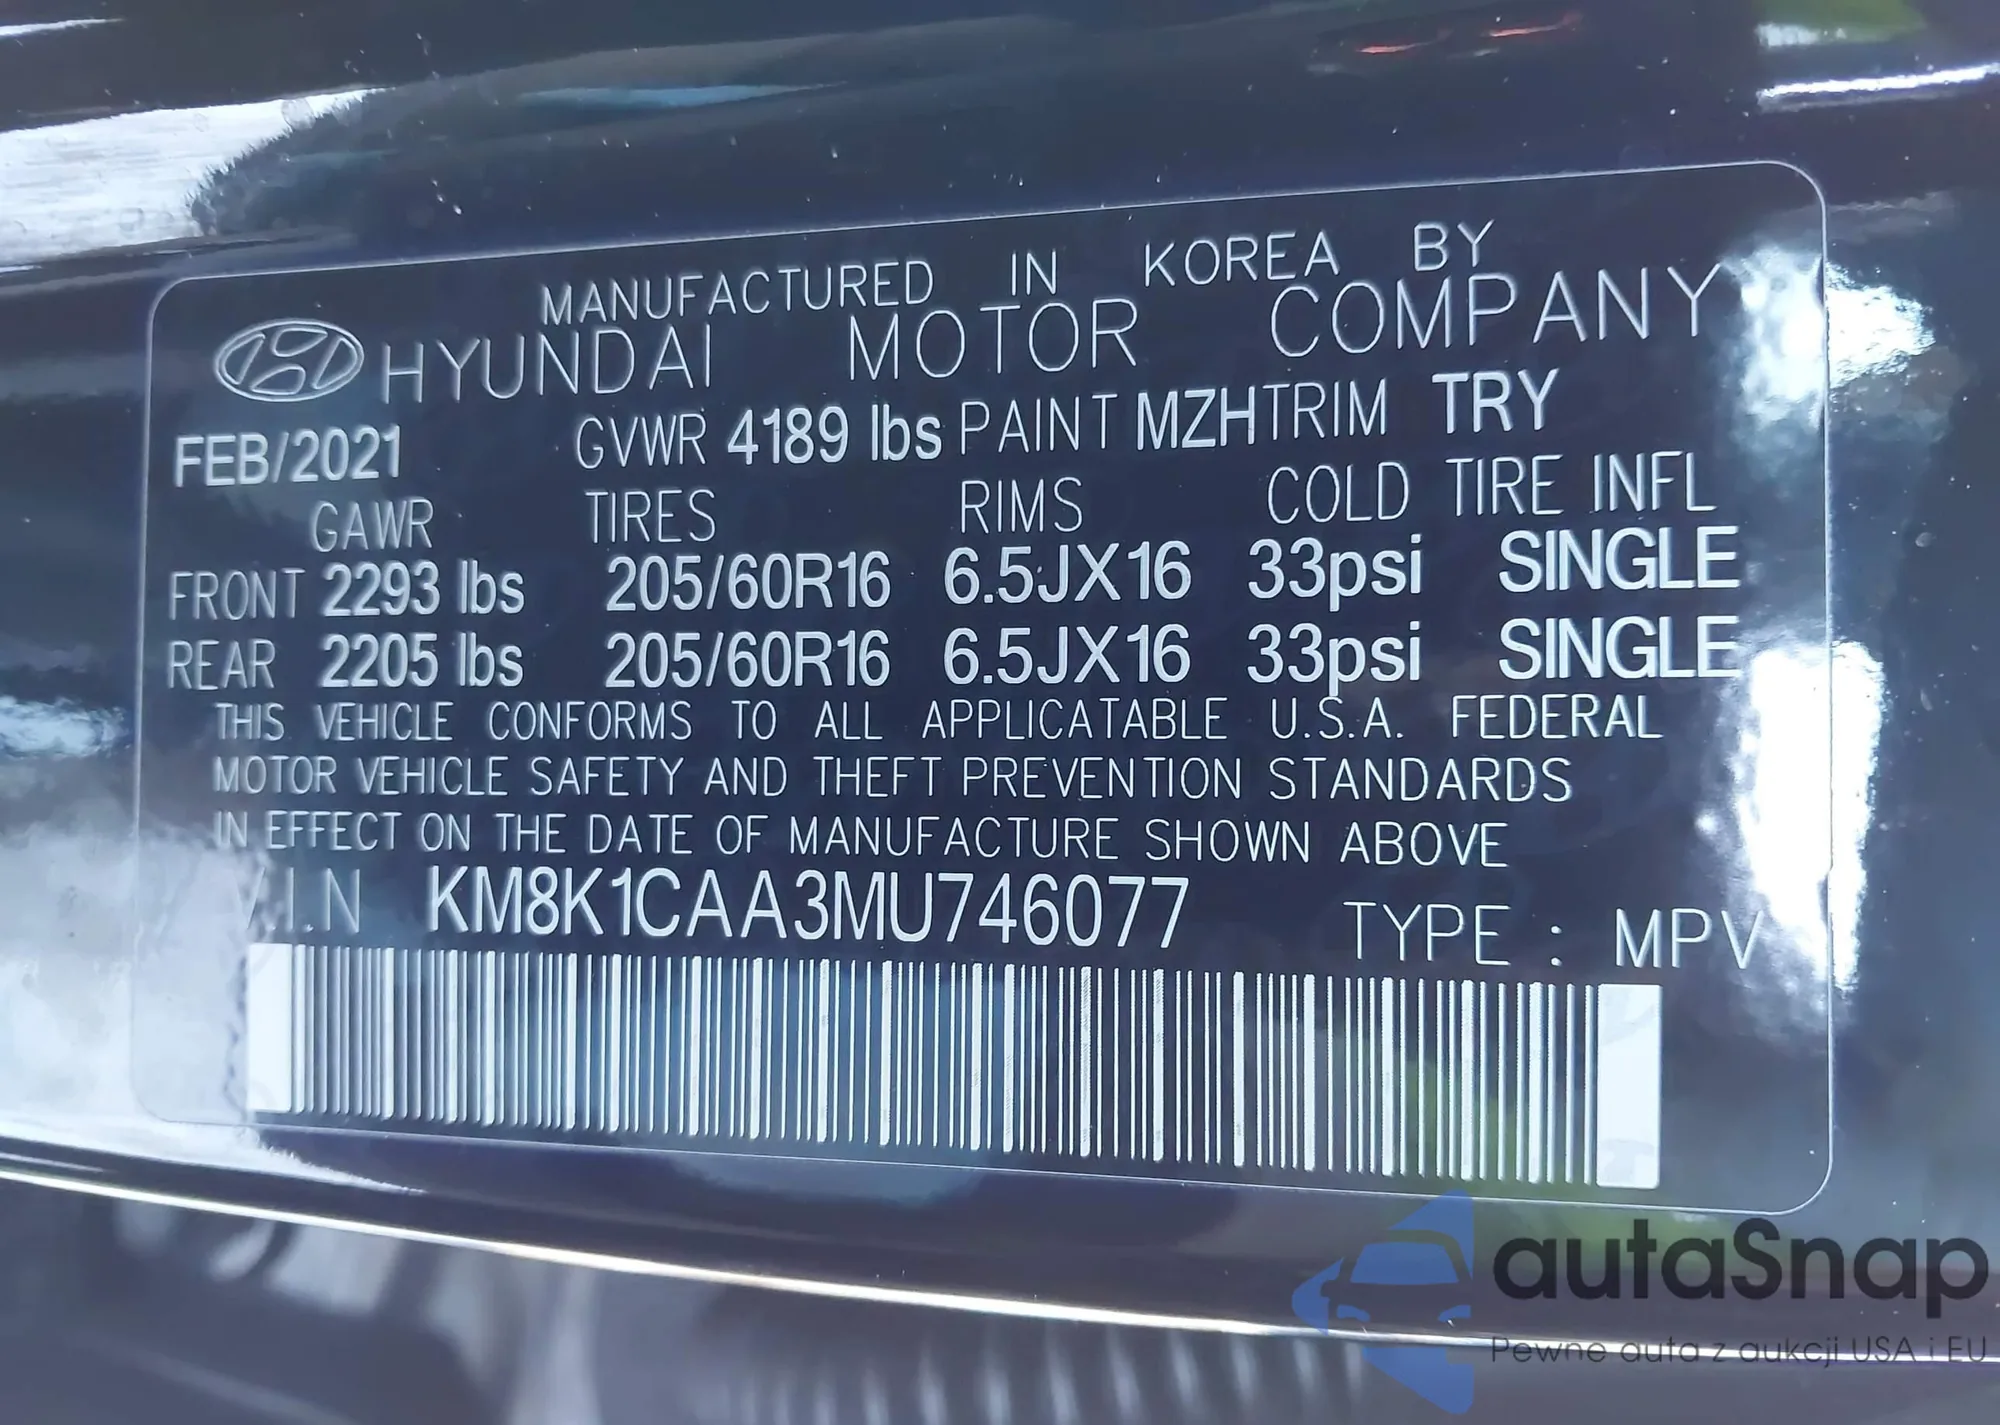 MANUFACTURED IN KOREA BY
HYUNDAI MOTOR COMPANY
FEB/2021 GVWR 4189 lbs PAINT MZH TRIM TRY
GAWR TIRES RIMS COLD TIRE INFL
FRONT 2293 lbs 205/60R16 6.5JX16 33psi SINGLE
REAR 2205 lbs 205/60R16 6.5JX16 33psi SINGLE
THIS VEHICLE CONFORMS TO ALL APPLICATABLE U.S.A. FEDERAL
MOTOR VEHICLE SAFETY AND THEFT PREVENTION STANDARDS
IN EFFECT ON THE DATE OF MANUFACTURE SHOWN ABOVE
V.I.N KM8K1CAA3MU746077 TYPE : MPV
autaSnap
Pewne auta z aukcji USA i EU